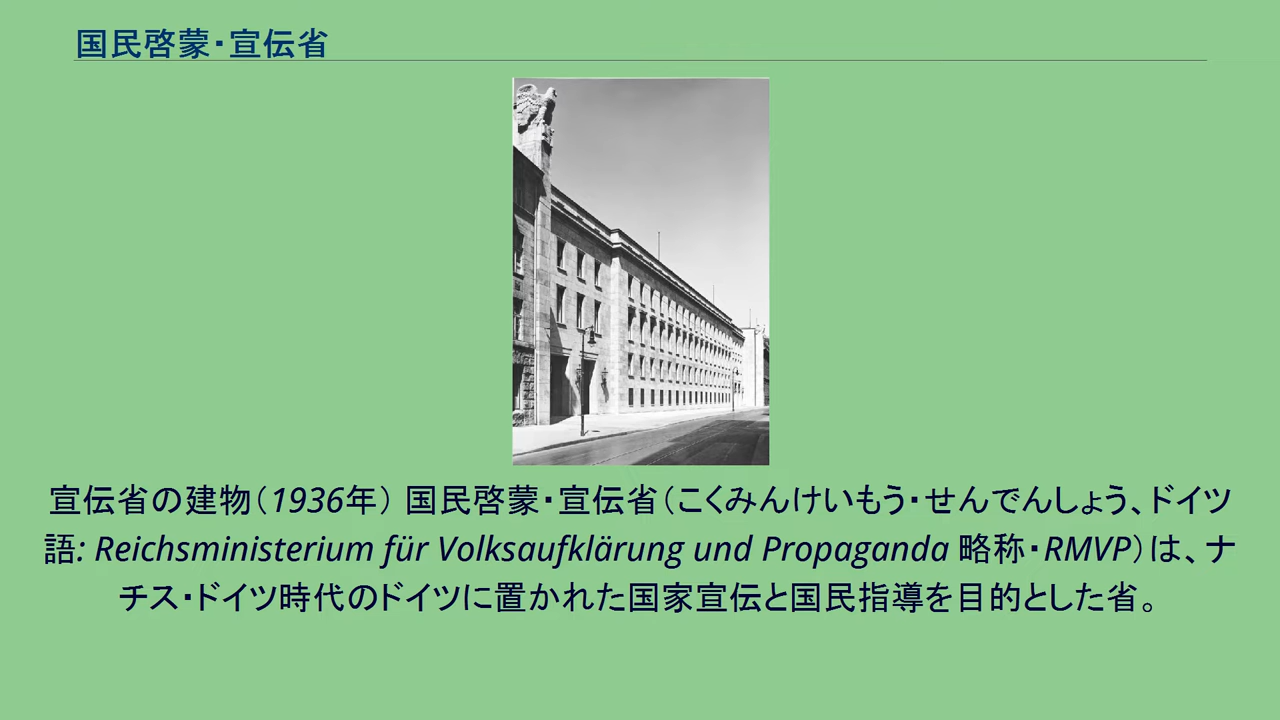 国民啓蒙・宣伝省
宣伝省の建物（1936年） 国民啓蒙・宣伝省（こくみんけいもう・せんでんしょう、ドイツ
語: Reichsministerium für Volksaufklärung und Propaganda 略称・RMVP）は、ナ
チス・ドイツ時代のドイツに置かれた国家宣伝と国民指導を目的とした省。